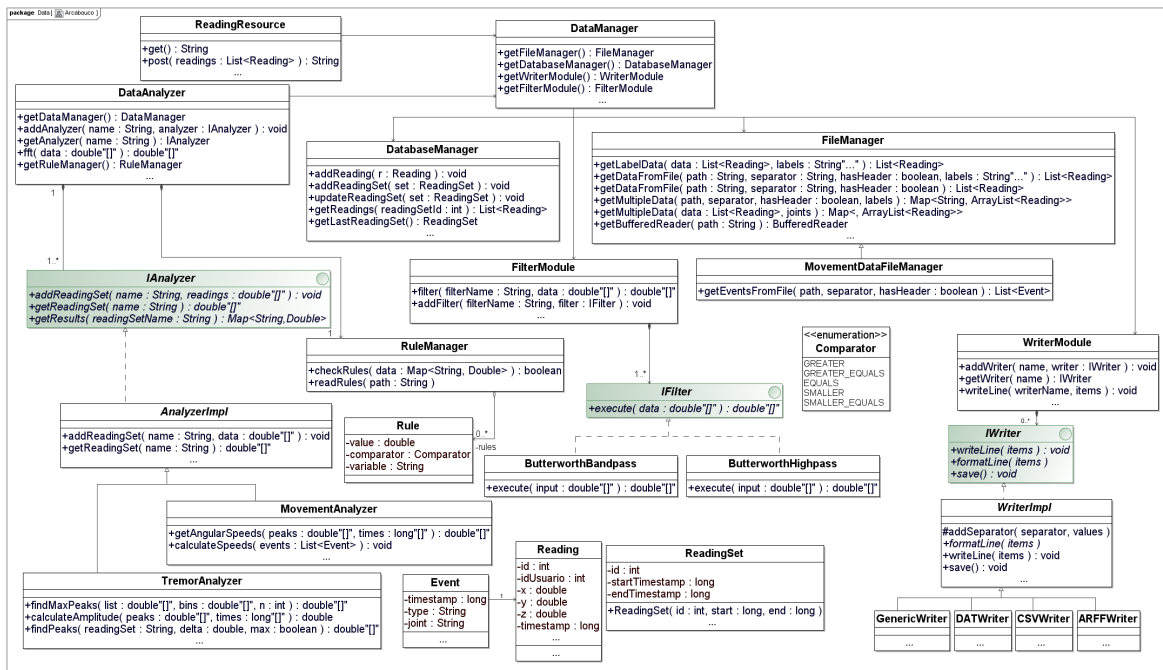 package Data[ Arcabouco ]
ReadingResource
+get() : String
+post( readings : List<Reading> ) : String
...
DataManager
+getFileManager() : FileManager
+getDatabaseManager() : DatabaseManager
+getWriterModule() : WriterModule
+getFilterModule() : FilterModule
...
DataAnalyzer
+getDataManager() : DataManager
+addAnalyzer( name : String, analyzer : IAnalyzer ) : void
+getAnalyzer( name : String ) : IAnalyzer
+fft( data : double"[]" ) : double"[]"
+getRuleManager() : RuleManager
...
1
1..*
1
DatabaseManager
+addReading( r : Reading ) : void
+addReadingSet( set : ReadingSet ) : void
+updateReadingSet( set : ReadingSet ) : void
+getReadings( readingSetId : int ) : List<Reading>
+getLastReadingSet() : ReadingSet
...
FileManager
+getLabelData( data : List<Reading>, labels : String"..." ) : List<Reading>
+getDataFromFile( path : String, separator : String, hasHeader : boolean, labels : String"..." ) : List<Reading>
+getDataFromFile( path : String, separator : String, hasHeader : boolean ) : List<Reading>
+getMultipleData( path, separator, hasHeader : boolean, labels ) : Map<String, ArrayList<Reading>>
+getMultipleData( data : List<Reading>, joints ) : Map<, ArrayList<Reading>>
+getBufferedReader( path : String ) : BufferedReader
...
IAnalyzer
+addReadingSet( name : String, readings : double"[]" ) : void
+getReadingSet( name : String ) : double"[]"
+getResults( readingSetName : String ) : Map<String,Double>
FilterModule
+filter( filterName : String, data : double"[]" ) : double"[]"
+addFilter( filterName : String, filter : IFilter ) : void
...
1..*
MovementDataFileManager
+getEventsFromFile( path, separator, hasHeader : boolean ) : List<Event>
<<enumeration>>
Comparator
GREATER
GREATER_EQUALS
EQUALS
SMALLER
SMALLER_EQUALS
WriterModule
+addWriter( name, writer : IWriter ) : void
+getWriter( name ) : IWriter
+writeLine( writerName, items ) : void
...
0..*
RuleManager
+checkRules( data : Map<String, Double> ) : boolean
+readRules( path : String )
0..*
-rules
IFilter
+execute( data : double"[]" ) : double"[]"
AnalyzerImpl
+addReadingSet( name : String, data : double"[]" ) : void
+getReadingSet( name : String ) : double"[]"
...
Rule
-value : double
-comparator : Comparator
-variable : String
IWriter
+writeLine( items ) : void
+formatLine( items )
+save() : void
ButterworthBandpass
+execute( input : double"[]" ) : double"[]"
ButterworthHighpass
+execute( input : double"[]" ) : double"[]"
MovementAnalyzer
+getAngularSpeeds( peaks : double"[]", times : long"[]" ) : double"[]"
+calculateSpeeds( events : List<Event> ) : void
...
WriterImpl
#addSeparator( separator, values )
+formatLine( items )
+writeLine( items ) : void
+save() : void
...
TremorAnalyzer
+findMaxPeaks( list : double"[]", bins : double"[]", n : int ) : double"[]"
+calculateAmplitude( peaks : double"[]", times : long"[]" ) : double
+findPeaks( readingSet : String, delta : double, max : boolean ) : double"[]"
...
Event
-timestamp : long
-type : String
-joint : String
...
1
Reading
-id : int
-idUsuario : int
-x : double
-y : double
-z : double
-timestamp : long
...
...
ReadingSet
-id : int
-startTimestamp : long
-endTimestamp : long
+ReadingSet( id : int, start : long, end : long )
...
GenericWriter
...
DATWriter
...
CSVWriter
...
ARFFWriter
...